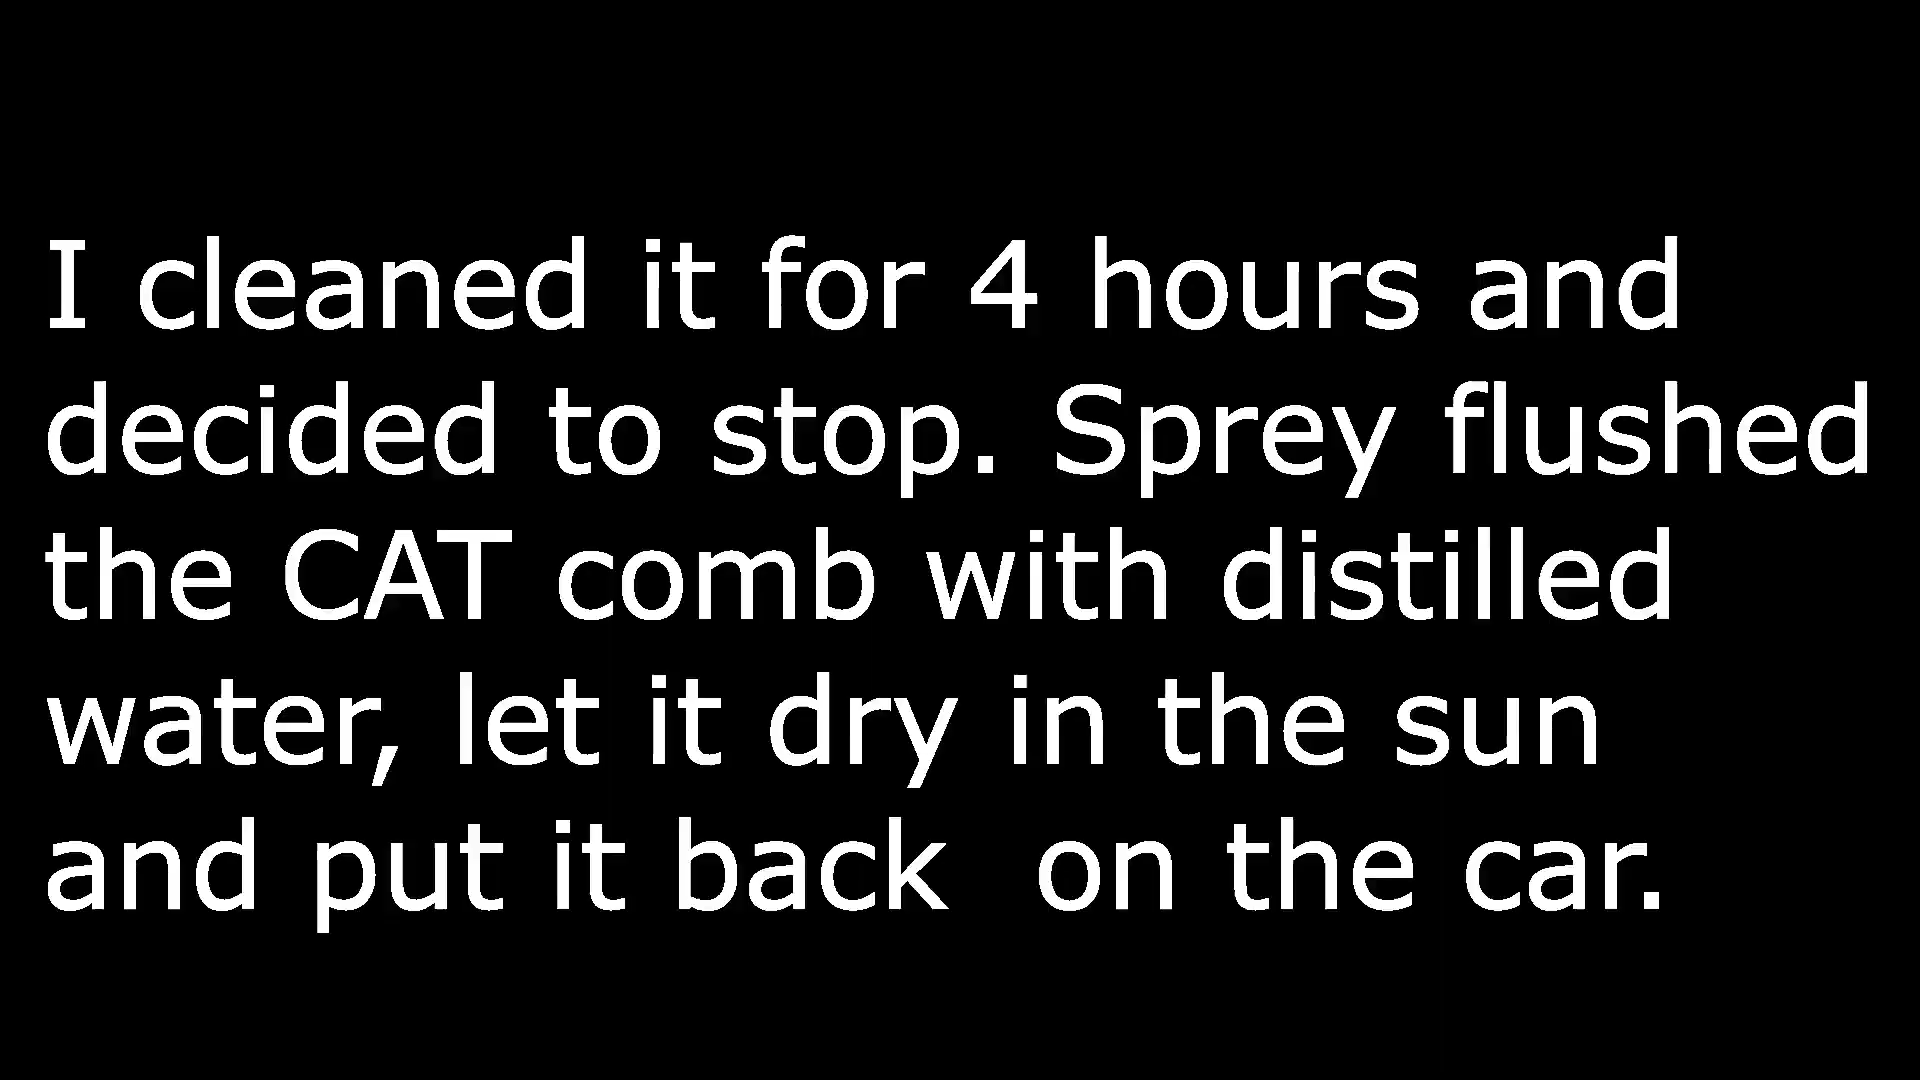 I cleaned it for 4 hours and
decided to stop. Sprey flushed
the CAT comb with distilled
water, let it dry in the sun
and put it back  on the car.